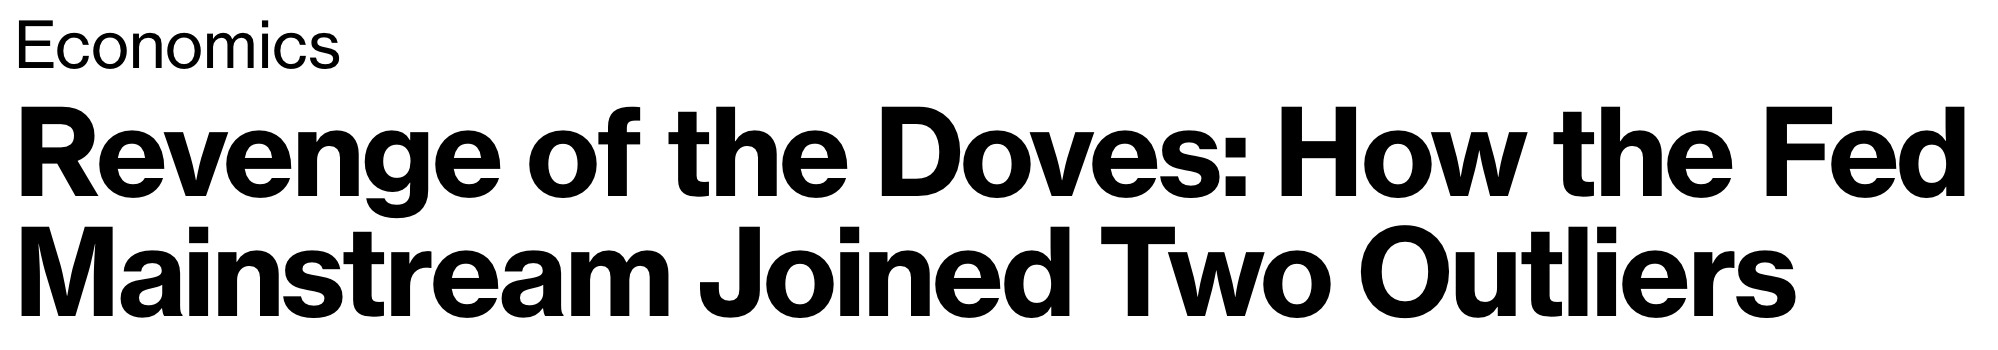 Economics
Revenge of the Doves: How the Fed
Mainstream Joined Two Outliers